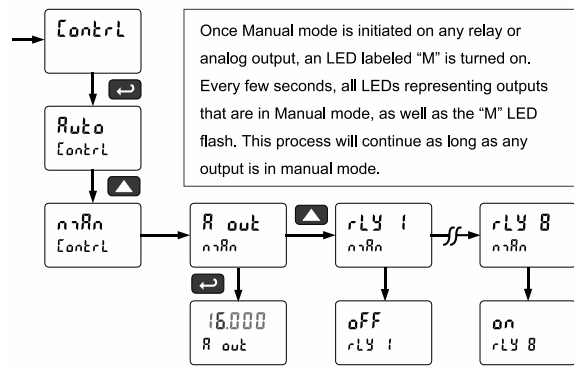 Contrl
Once Manual mode is initiated on any relay or
analog output, an LED labeled “M” is turned on.
Every few seconds, all LEDs representing outputs
that are in Manual mode, as well as the “M” LED
flash. This process will continue as long as any
output is in manual mode.
Auto
Contrl
mAn
Contrl
A out
mAn
rLY 1
mAn
rLY 8
mAn
16.000
A out
oFF
rLY 1
on
rLY 8